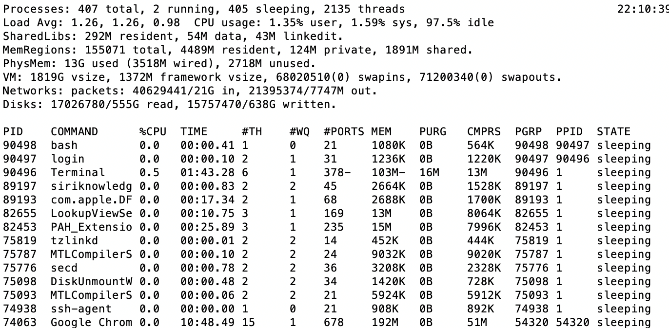 Processes: 407 total, 2 running, 405 sleeping, 2135 threads 22:10:39
Load Avg: 1.26, 1.26, 0.98 CPU usage: 1.35% user, 1.59% sys, 97.5% idle
SharedLibs: 292M resident, 54M data, 43M linkedit.
MemRegions: 155071 total, 4489M resident, 124M private, 1891M shared.
PhysMem: 13G used (3518M wired), 2718M unused.
VM: 1819G vsize, 1372M framework vsize, 68020510(0) swapins, 71200340(0) swapouts.
Networks: packets: 40629441/21G in, 21395374/7747M out.
Disks: 17026780/555G read, 15757470/638G written.
PID COMMAND %CPU TIME #TH #WQ #PORTS MEM PURG CMPRS PGRP PPID STATE
90498 bash 0.0 00:00.41 1 0 21 1080K 0B 564K 90498 90497 sleeping
90497 login 0.0 00:00.10 2 1 31 1236K 0B 1220K 90497 90496 sleeping
90496 Terminal 0.5 01:43.28 6 1 378- 103M- 16M 13M 90496 1 sleeping
89197 siriknowledg 0.0 00:00.83 2 2 45 2664K 0B 1528K 89197 1 sleeping
89193 com.apple.DF 0.0 00:17.34 2 1 68 2688K 0B 1700K 89193 1 sleeping
82655 LookupViewSe 0.0 00:10.75 3 1 169 13M 0B 8064K 82655 1 sleeping
82453 PAH_Extensio 0.0 00:25.89 3 1 235 15M 0B 7996K 82453 1 sleeping
75819 tzlinkd 0.0 00:00.01 2 2 14 452K 0B 444K 75819 1 sleeping
75787 MTLCompilerS 0.0 00:00.10 2 2 24 9032K 0B 9020K 75787 1 sleeping
75776 secd 0.0 00:00.78 2 2 36 3208K 0B 2328K 75776 1 sleeping
75098 DiskUnmountW 0.0 00:00.48 2 2 34 1420K 0B 728K 75098 1 sleeping
75093 MTLCompilerS 0.0 00:00.06 2 2 21 5924K 0B 5912K 75093 1 sleeping
74938 ssh-agent 0.0 00:00.00 1 0 21 908K 0B 892K 74938 1 sleeping
74063 Google Chrom 0.0 10:48.49 15 1 678 192M 0B 51M 54320 54320 sleeping